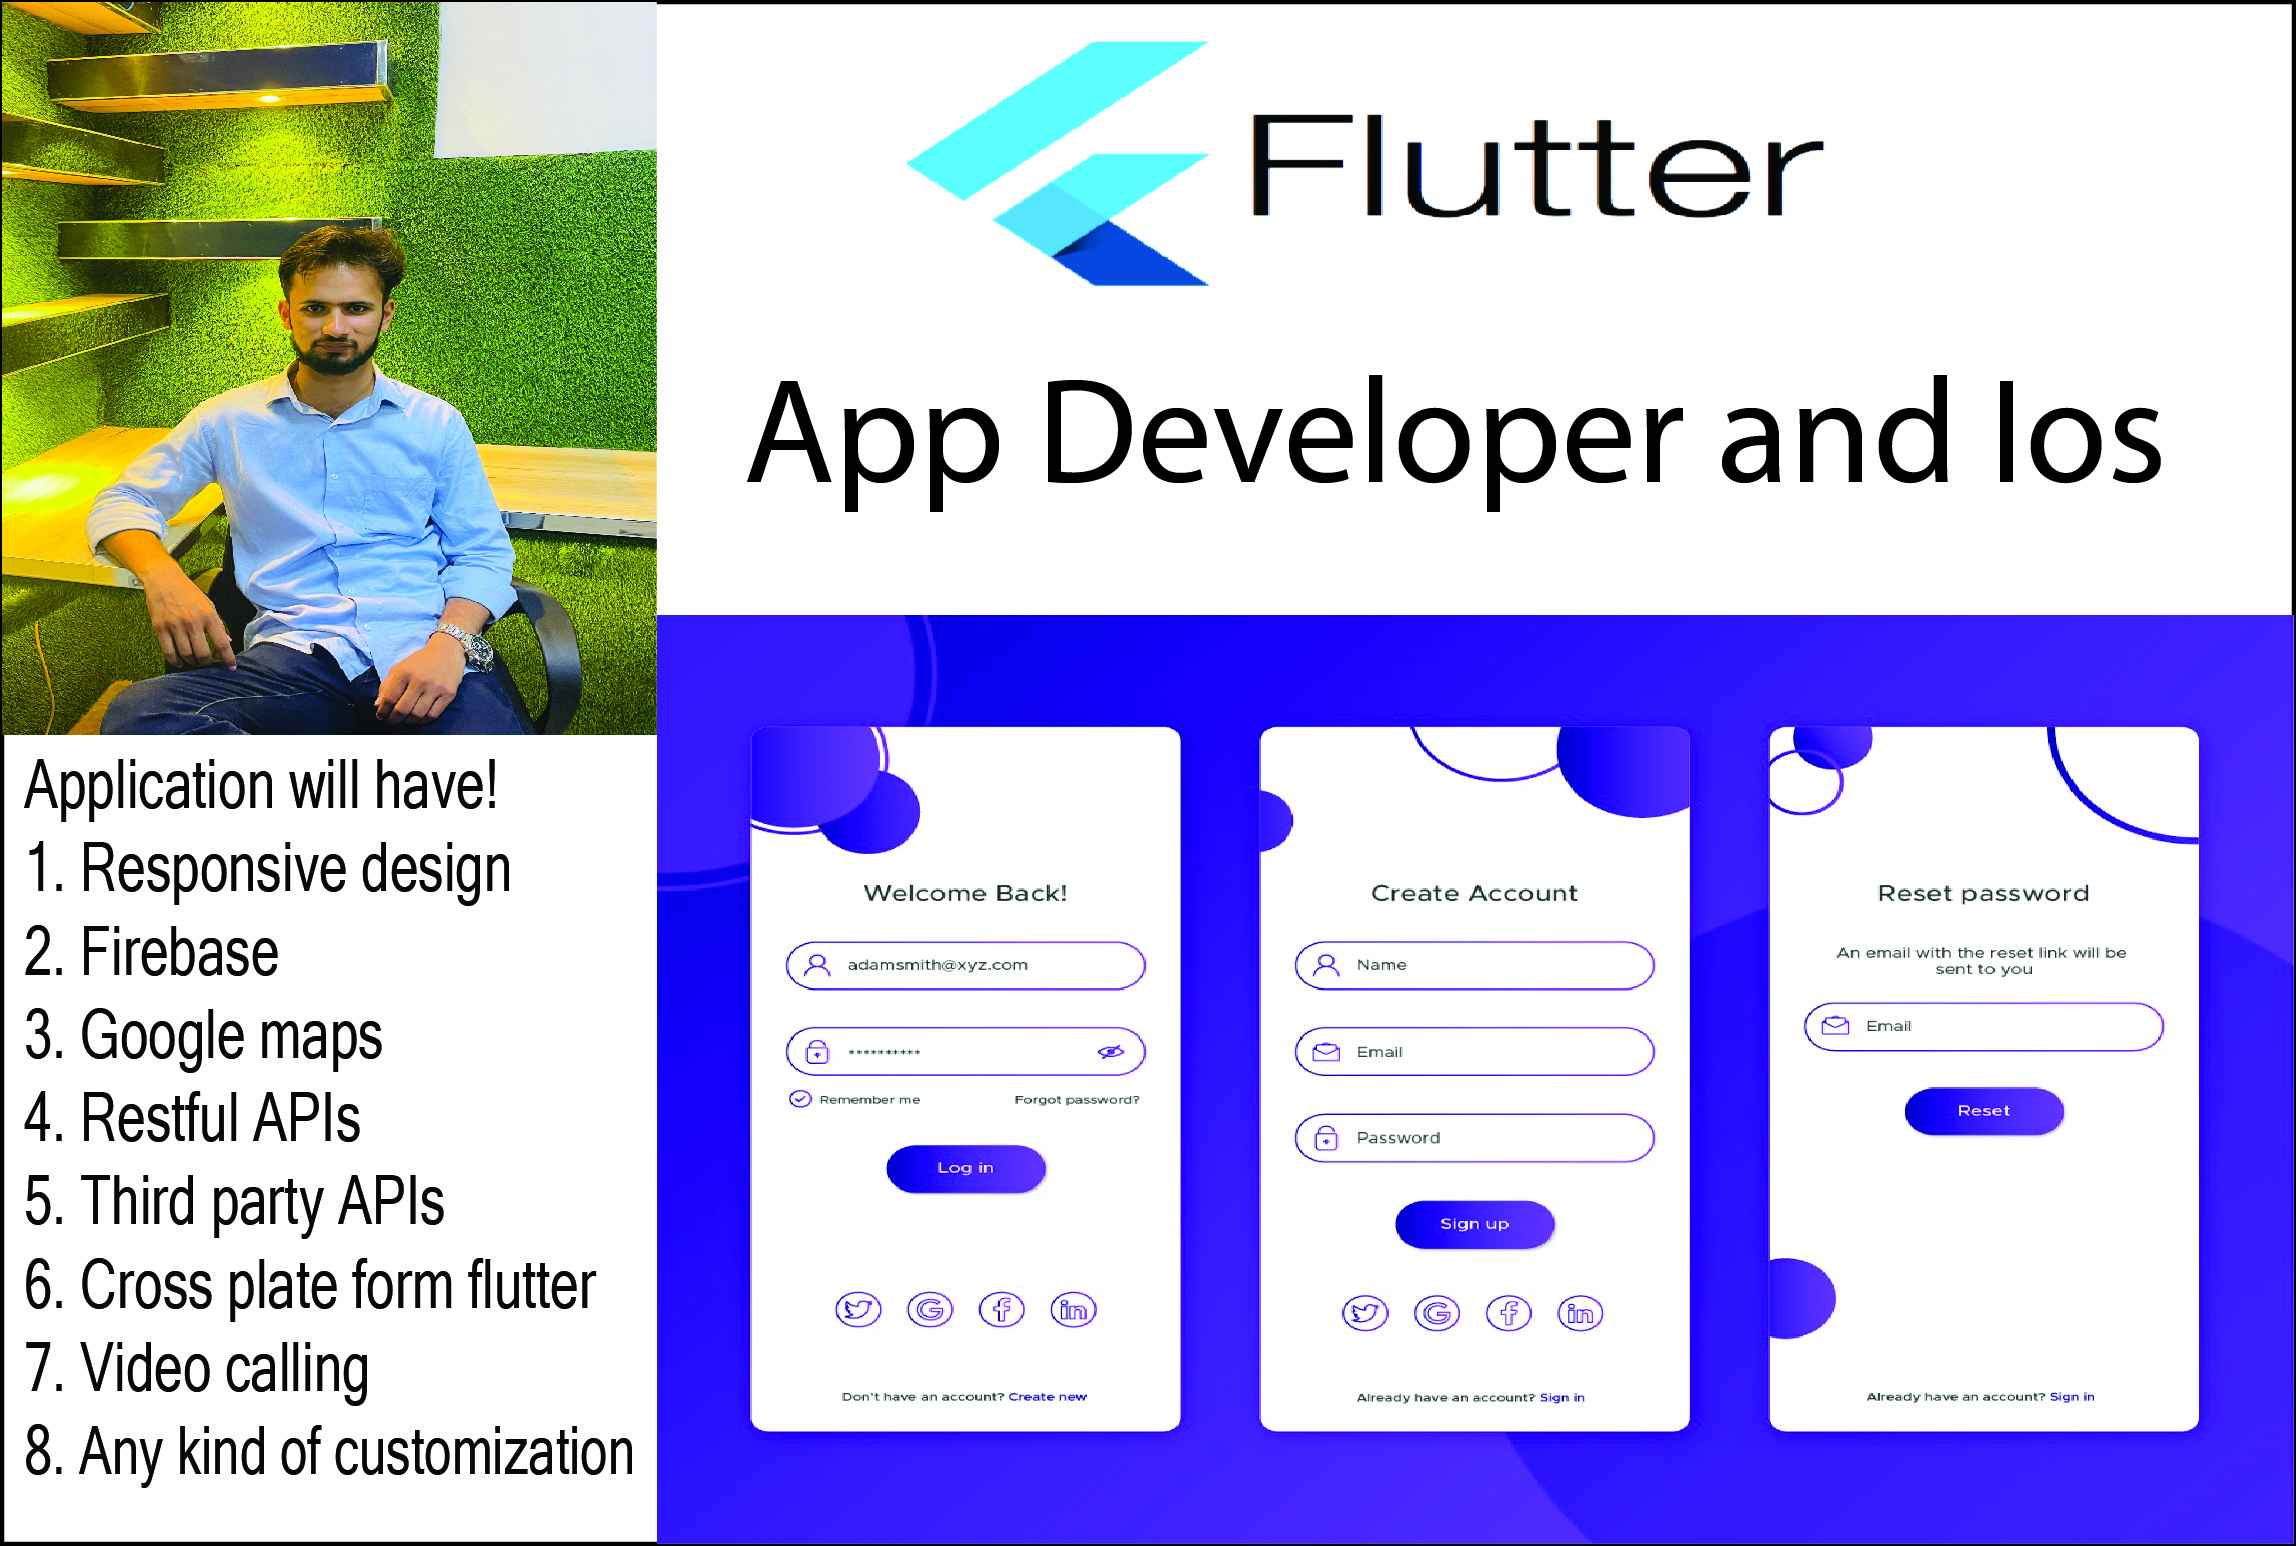 Flutter
App Developer and Ios
Application will have!
1. Responsive design
2. Firebase
3. Google maps
4. Restful APIs
5. Third party APIs
6. Cross plate form flutter
7. Video calling
8. Any kind of customization
Welcome Back!
adamsmith@xyz.com
**********
Remember me
Forgot password?
Log in
Don't have an account? Create new
Create Account
Name
Email
Password
Sign up
Already have an account? Sign in
Reset password
An email with the reset link will be
sent to you
Email
Reset
Already have an account? Sign in